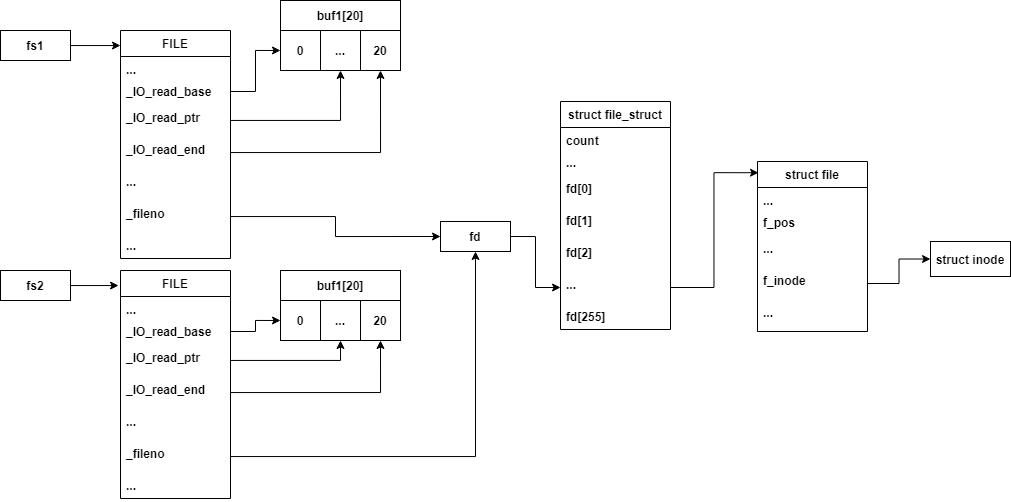 fs1
FILE
...
_IO_read_base
_IO_read_ptr
_IO_read_end
...
_fileno
...
buf1[20]
0 ... 20
fs2
FILE
...
_IO_read_base
_IO_read_ptr
_IO_read_end
...
_fileno
...
buf1[20]
0 ... 20
fd
struct file_struct
count
...
fd[0]
fd[1]
fd[2]
...
fd[255]
struct file
...
f_pos
...
f_inode
...
struct inode